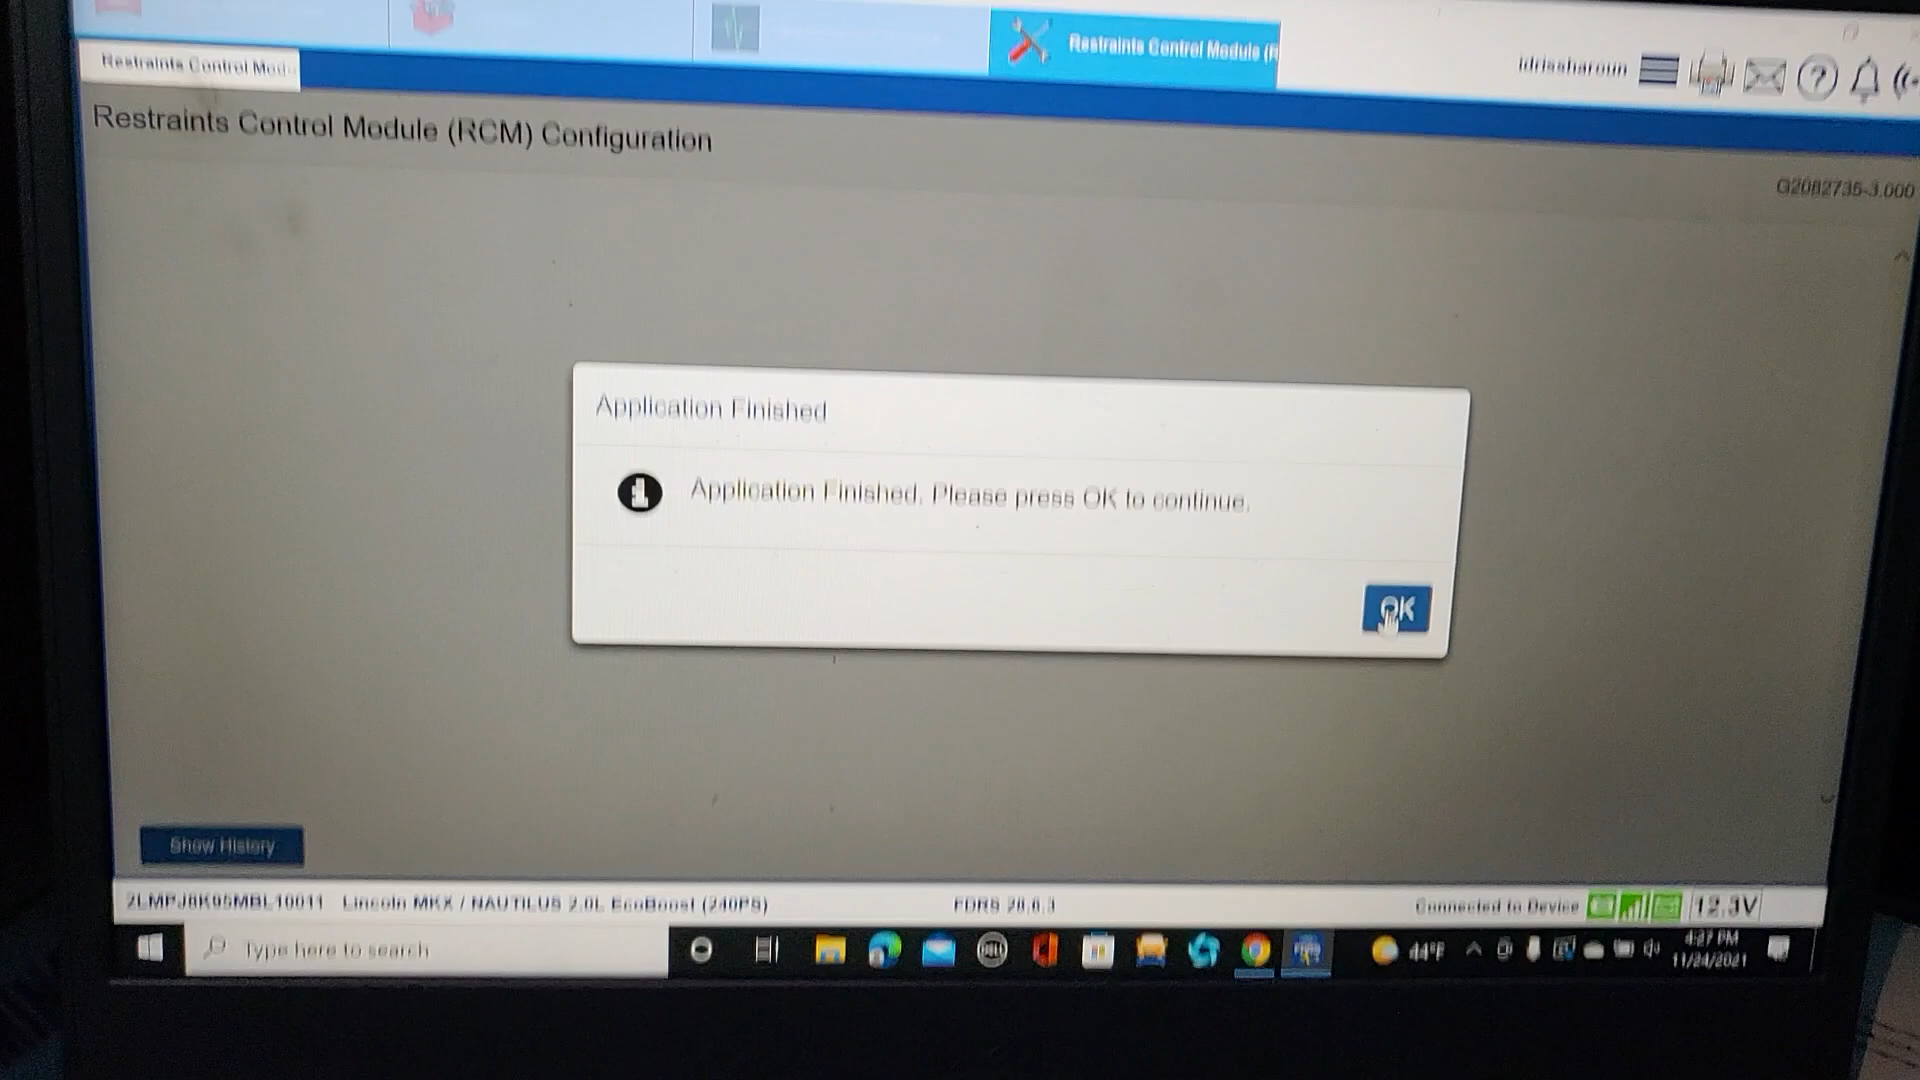 Restraints Control Module (R
idrissharoun
Restraints Control Mod
Restraints Control Module (RCM) Configuration
G2082735-3.000
Application Finished
Application Finished. Please press OK to continue.
OK
Show History
Lincoln MKX / NAUTILUS 2.0L EcoBoost (240PS)
Connected to Device
12.3V
Type here to search
DELL
44°F
4:27 PM
11/24/2021